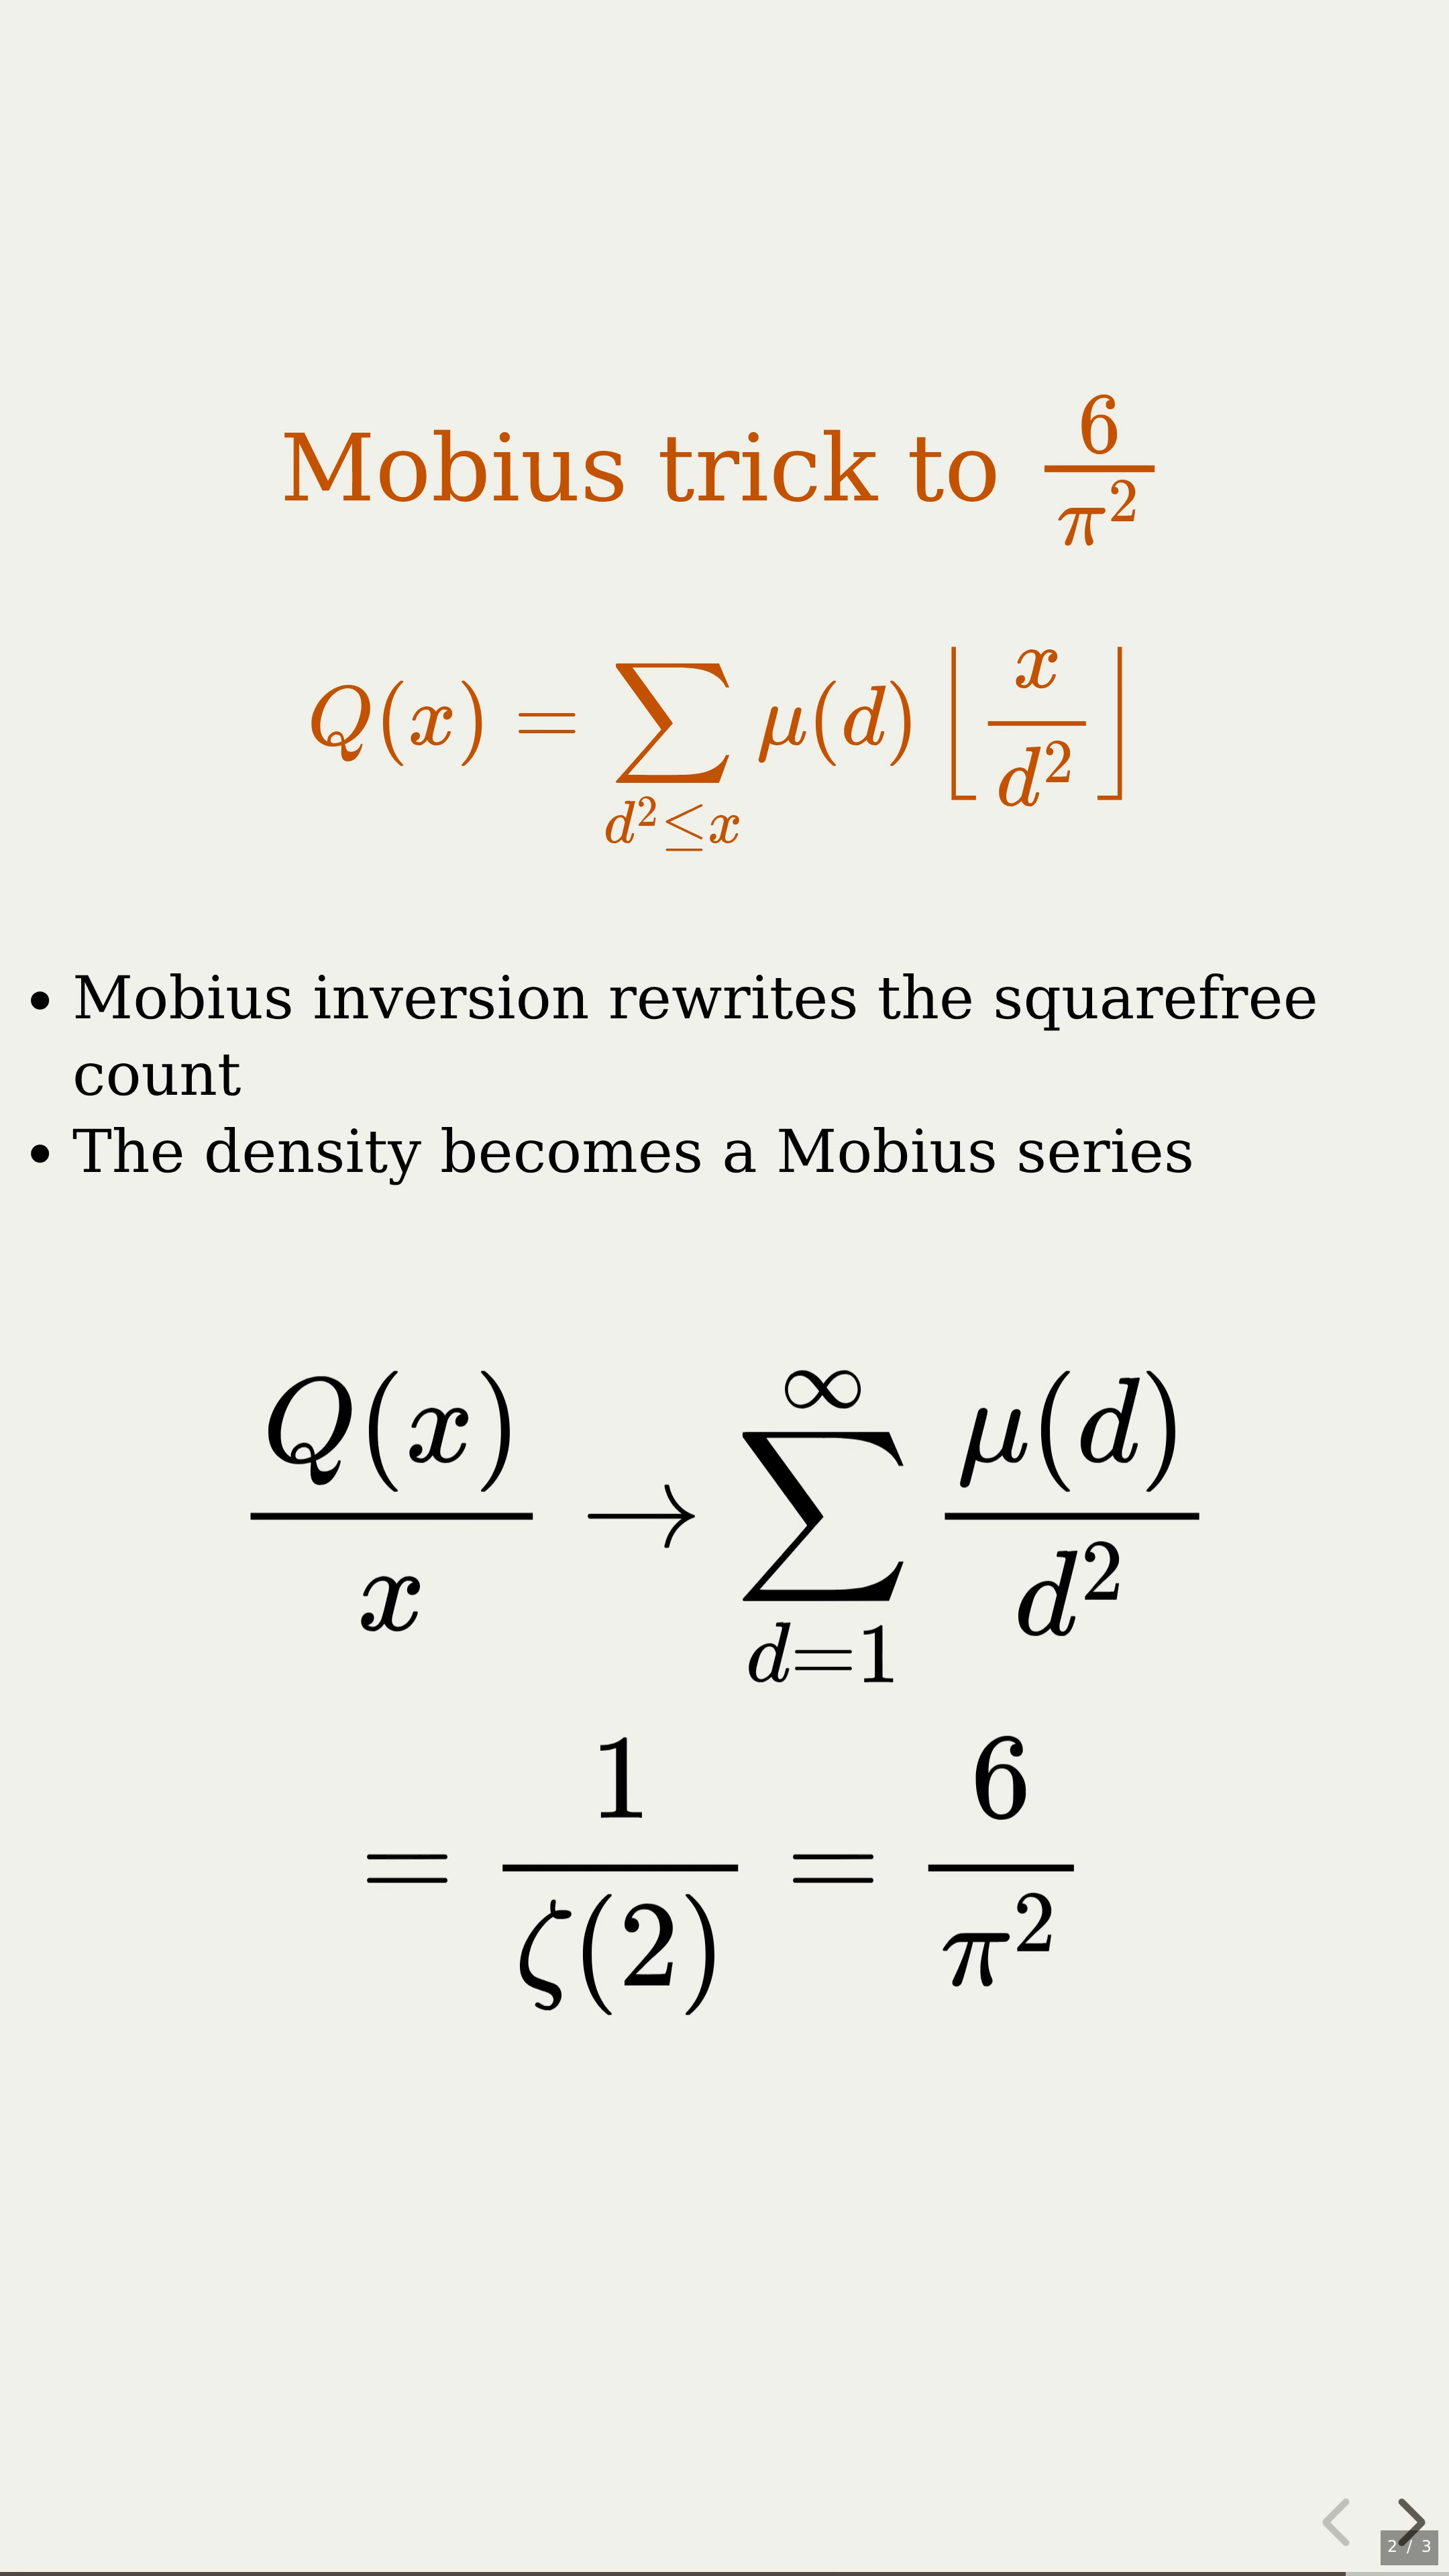 Mobius trick to 6/π²
Q(x) = ∑_{d²≤x} μ(d) ⌊x/d²⌋
• Mobius inversion rewrites the squarefree
count
• The density becomes a Mobius series
Q(x)/x → ∑_{d=1}^{∞} μ(d)/d²
= 1/ζ(2) = 6/π²
2 / 3